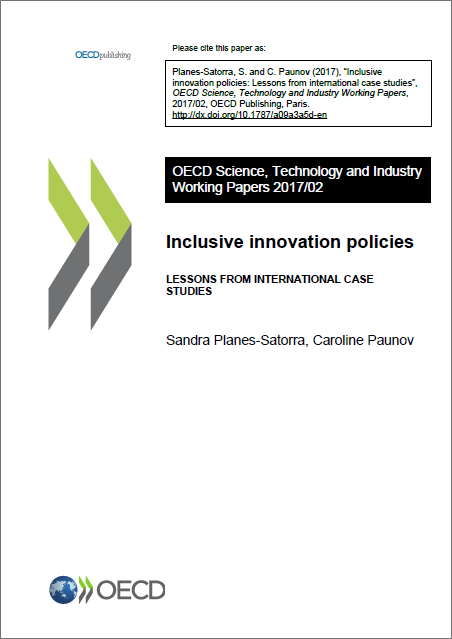 OECDpublishing
Please cite this paper as:
Planes-Satorra, S. and C. Paunov (2017), “Inclusive
innovation policies: Lessons from international case studies”,
OECD Science, Technology and Industry Working Papers,
2017/02, OECD Publishing, Paris.
http://dx.doi.org/10.1787/a09a3a5d-en
OECD Science, Technology and Industry
Working Papers 2017/02
Inclusive innovation policies
LESSONS FROM INTERNATIONAL CASE
STUDIES
Sandra Planes-Satorra, Caroline Paunov
OECD